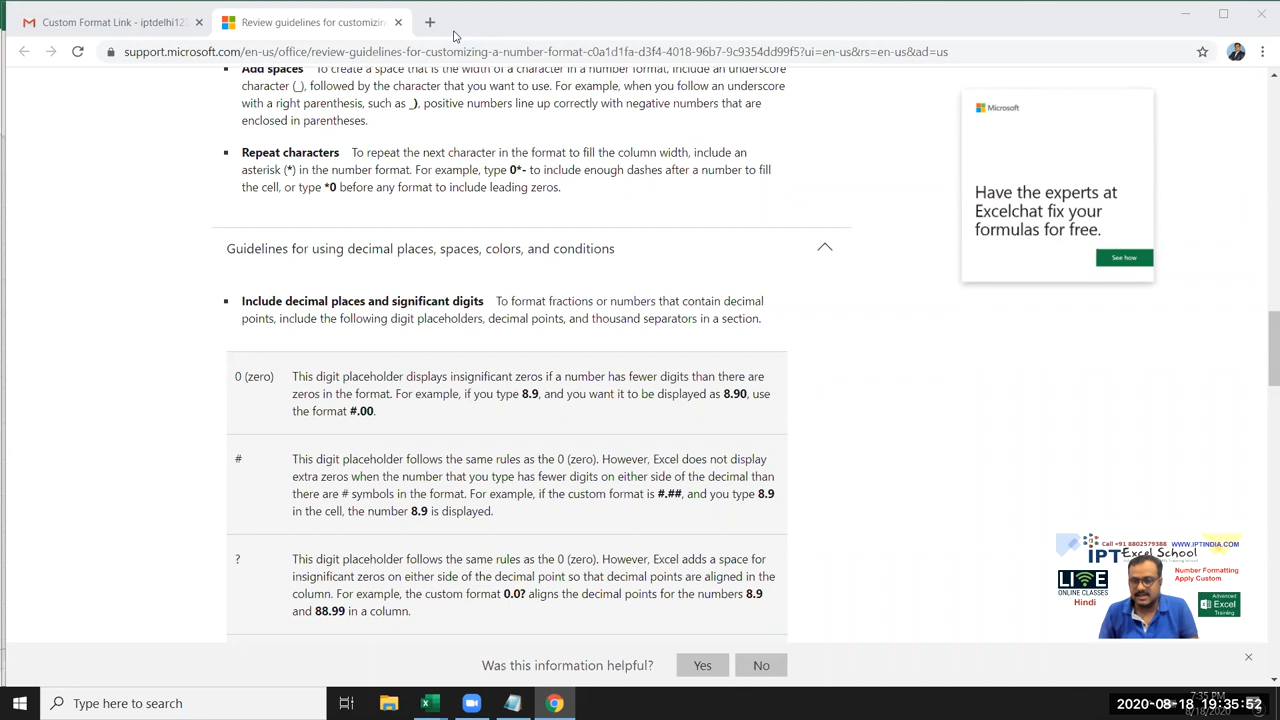 Custom Format Link - iptdelhi12
Review guidelines for customizin
support.microsoft.com/en-us/office/review-guidelines-for-customizing-a-number-format-c0a1d1fa-d3f4-4018-96b7-9c9354dd99f5?ui=en-us&rs=en-us&ad=us
Add spaces To create a space that is the width of a character in a number format, include an underscore
character (_), followed by the character that you want to use. For example, when you follow an underscore
with a right parenthesis, such as _), positive numbers line up correctly with negative numbers that are
enclosed in parentheses.
Repeat characters To repeat the next character in the format to fill the column width, include an
asterisk (*) in the number format. For example, type 0*- to include enough dashes after a number to fill
the cell, or type *0 before any format to include leading zeros.
Guidelines for using decimal places, spaces, colors, and conditions
Include decimal places and significant digits To format fractions or numbers that contain decimal
points, include the following digit placeholders, decimal points, and thousand separators in a section.
0 (zero) This digit placeholder displays insignificant zeros if a number has fewer digits than there are
zeros in the format. For example, if you type 8.9, and you want it to be displayed as 8.90, use
the format #.00.
# This digit placeholder follows the same rules as the 0 (zero). However, Excel does not display
extra zeros when the number that you type has fewer digits on either side of the decimal than
there are # symbols in the format. For example, if the custom format is #.##, and you type 8.9
in the cell, the number 8.9 is displayed.
? This digit placeholder follows the same rules as the 0 (zero). However, Excel adds a space for
insignificant zeros on either side of the decimal point so that decimal points are aligned in the
column. For example, the custom format 0.0? aligns the decimal points for the numbers 8.9
and 88.99 in a column.
Microsoft
Have the experts at
Excelchat fix your
formulas for free.
See how
Call +91 8802579388 WWW.IPTINDIA.COM
IPT Excel School
LIVE
ONLINE CLASSES
Hindi
Number Formatting
Apply Custom
Advanced
Excel
Training
Was this information helpful? Yes No
Type here to search
7:35 PM
2020-08-18 19:35:52
8/18/2020